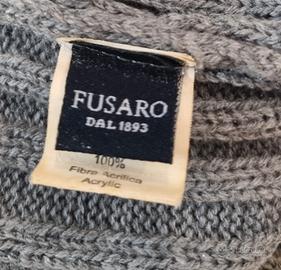 FUSARO
DAL 1893
100%
Fibra Acrilica
Acrylic